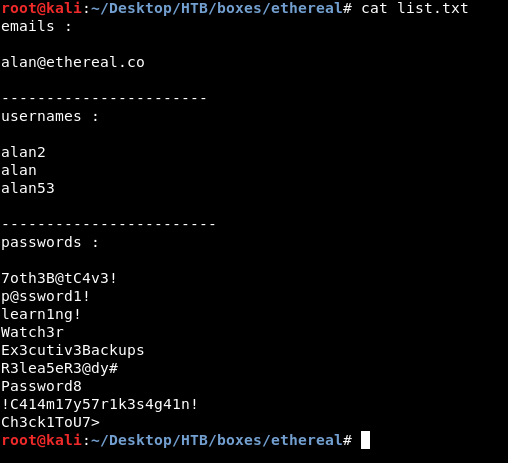 root@kali:~/Desktop/HTB/boxes/ethereal# cat list.txt
emails :
alan@ethereal.co
-----------------------
usernames :
alan2
alan
alan53
------------------------
passwords :
7oth3B@tC4v3!
p@ssword1!
learn1ng!
Watch3r
Ex3cutiv3Backups
R3lea5eR3@dy#
Password8
!C414m17y57r1k3s4g41n!
Ch3ck1ToU7>
root@kali:~/Desktop/HTB/boxes/ethereal#